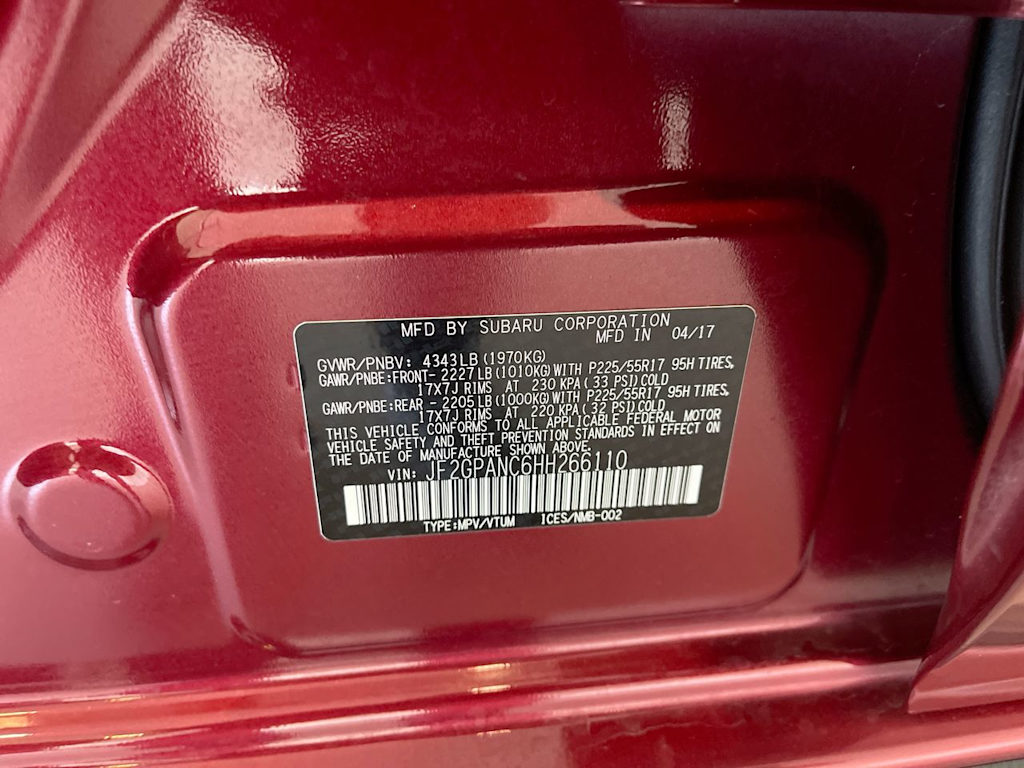 MFD BY SUBARU CORPORATION
MFD IN 04/17
GVWR/PNBV: 4343LB(1970KG)
GAWR/PNBE:FRONT- 2227LB(1010KG)WITH P225/55R17 95H TIRES,
17X7J RIMS AT 230 KPA(33 PSI)COLD
GAWR/PNBE:REAR - 2205LB(1000KG)WITH P225/55R17 95H TIRES,
17X7J RIMS AT 220 KPA(32 PSI)COLD
THIS VEHICLE CONFORMS TO ALL APPLICABLE FEDERAL MOTOR
VEHICLE SAFETY AND THEFT PREVENTION STANDARDS IN EFFECT ON
THE DATE OF MANUFACTURE SHOWN ABOVE.
VIN: JF2GPANC6HH266110
TYPE:MPV/VTUM ICES/NMB-002